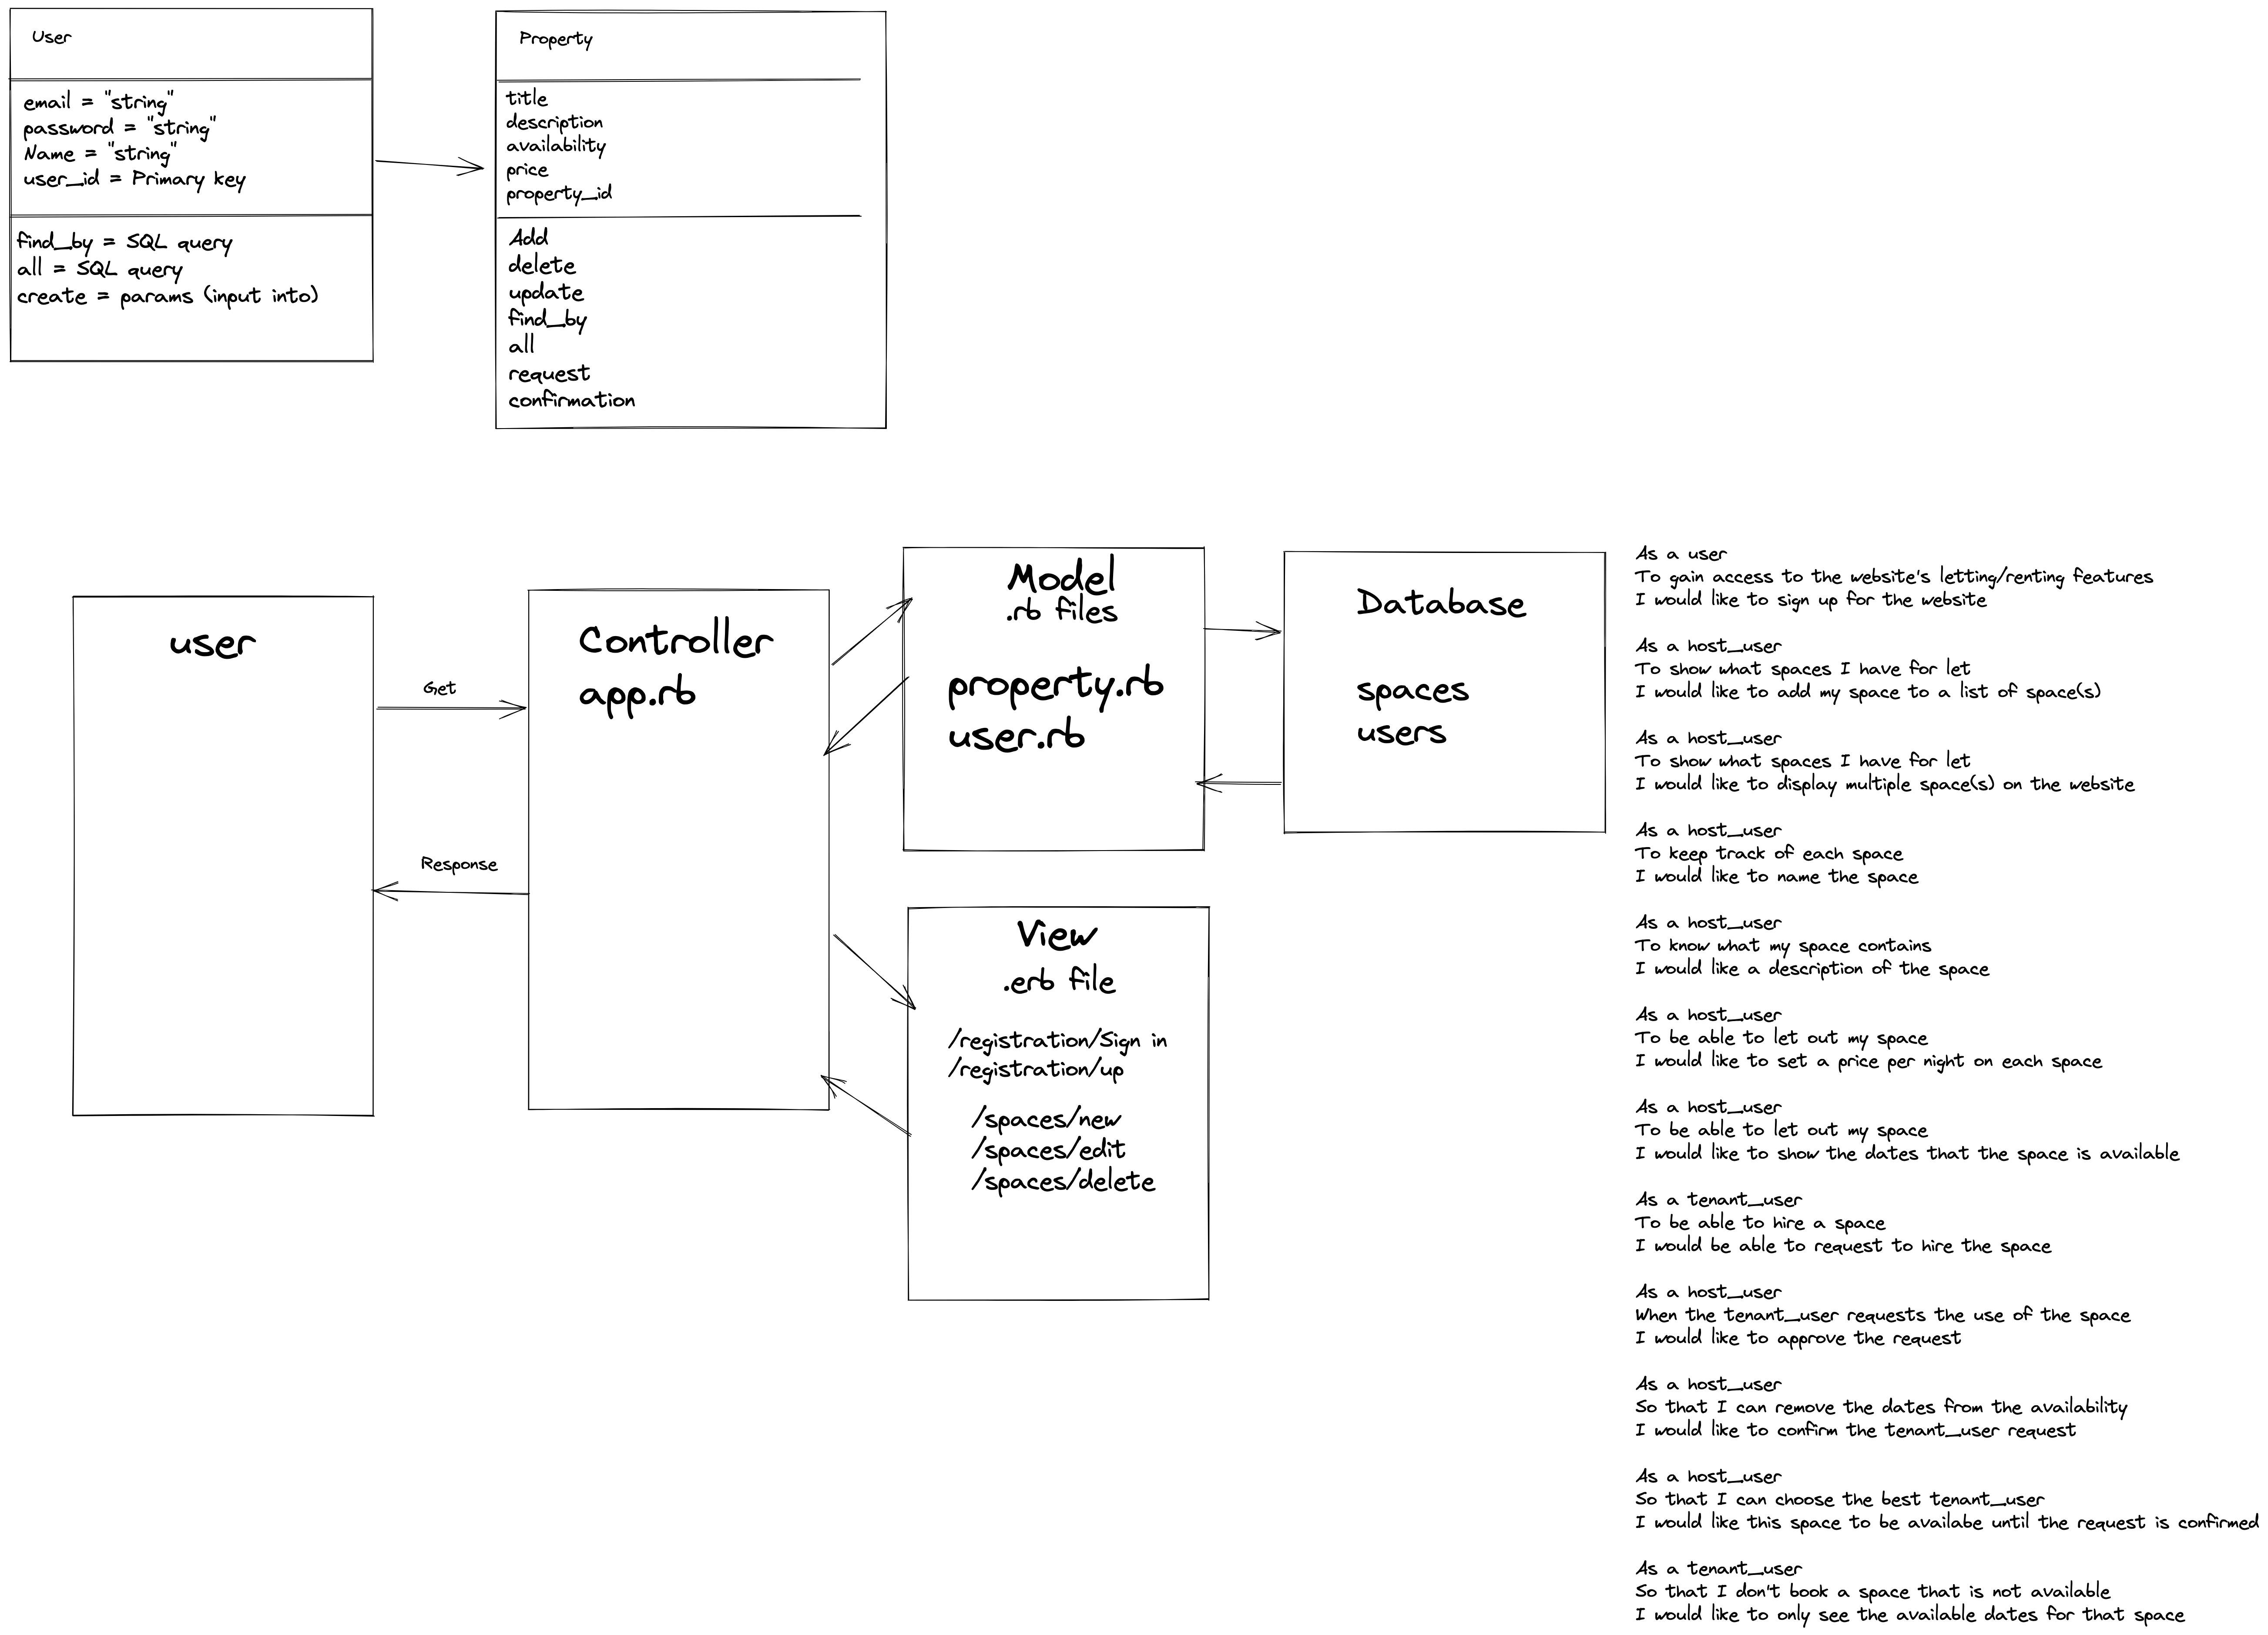 User
email = "string"
password = "string"
Name = "string"
user_id = Primary key
find_by = SQL query
all = SQL query
create = params (input into)
Property
title
description
availability
price
property_id
Add
delete
update
find_by
all
request
confirmation
user
Get
Response
Controller
app.rb
Model
.rb files
property.rb
user.rb
Database
spaces
users
View
.erb file
/registration/Sign in
/registration/up
/spaces/new
/spaces/edit
/spaces/delete
As a user
To gain access to the website's letting/renting features
I would like to sign up for the website
As a host_user
To show what spaces I have for let
I would like to add my space to a list of space(s)
As a host_user
To show what spaces I have for let
I would like to display multiple space(s) on the website
As a host_user
To keep track of each space
I would like to name the space
As a host_user
To know what my space contains
I would like a description of the space
As a host_user
To be able to let out my space
I would like to set a price per night on each space
As a host_user
To be able to let out my space
I would like to show the dates that the space is available
As a tenant_user
To be able to hire a space
I would be able to request to hire the space
As a host_user
When the tenant_user requests the use of the space
I would like to approve the request
As a host_user
So that I can remove the dates from the availability
I would like to confirm the tenant_user request
As a host_user
So that I can choose the best tenant_user
I would like this space to be availabe until the request is confirmed
As a tenant_user
So that I don't book a space that is not available
I would like to only see the available dates for that space